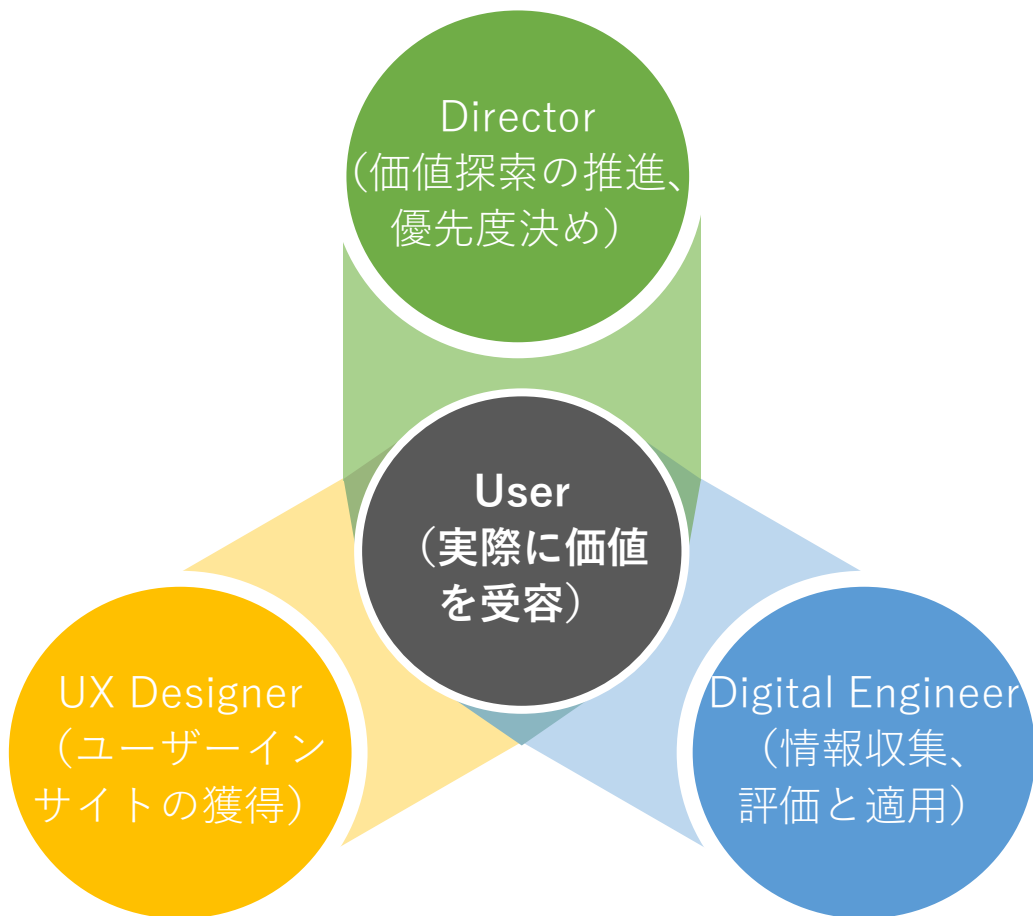 Director
（価値探索の推進、
優先度決め）
User
（実際に価値
を受容）
UX Designer
（ユーザーイン
サイトの獲得）
Digital Engineer
（情報収集、
評価と適用）